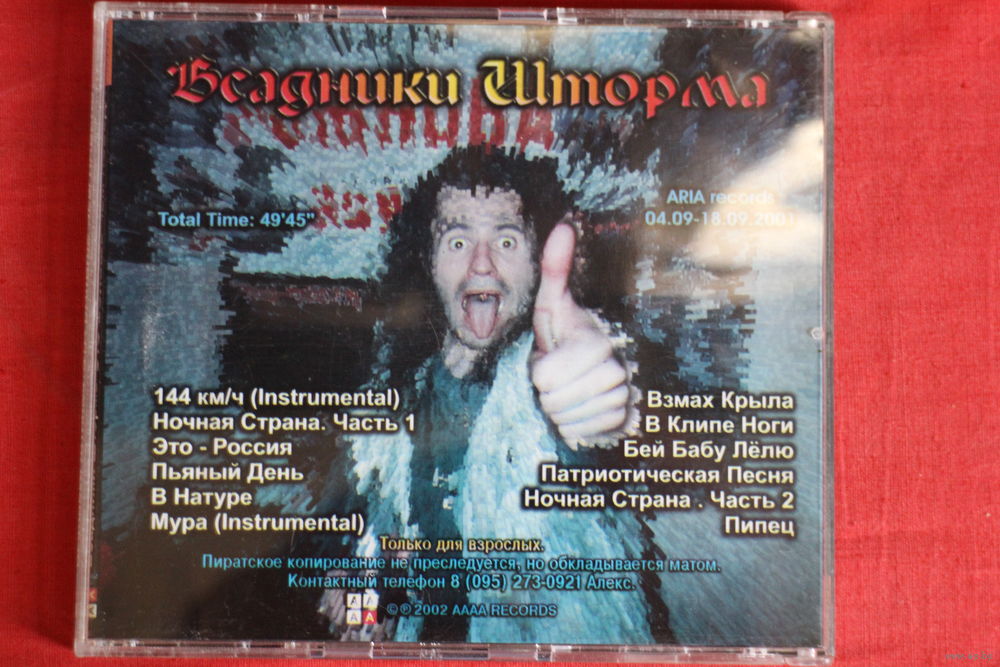 Всадники Шторма
Total Time: 49'45"
ARIA records
04.09-18.09.2001
144 км/ч (Instrumental)
Ночная Страна. Часть 1
Это - Россия
Пьяный День
В Натуре
Мура (Instrumental)
Взмах Крыла
В Клипе Ноги
Бей Бабу Лёлю
Патриотическая Песня
Ночная Страна . Часть 2
Пипец
Только для взрослых.
Пиратское копирование не преследуется, но обкладывается матом.
Контактный телефон 8 (095) 273-0921 Алекс.
A A
A A
©℗ 2002 AAAA RECORDS